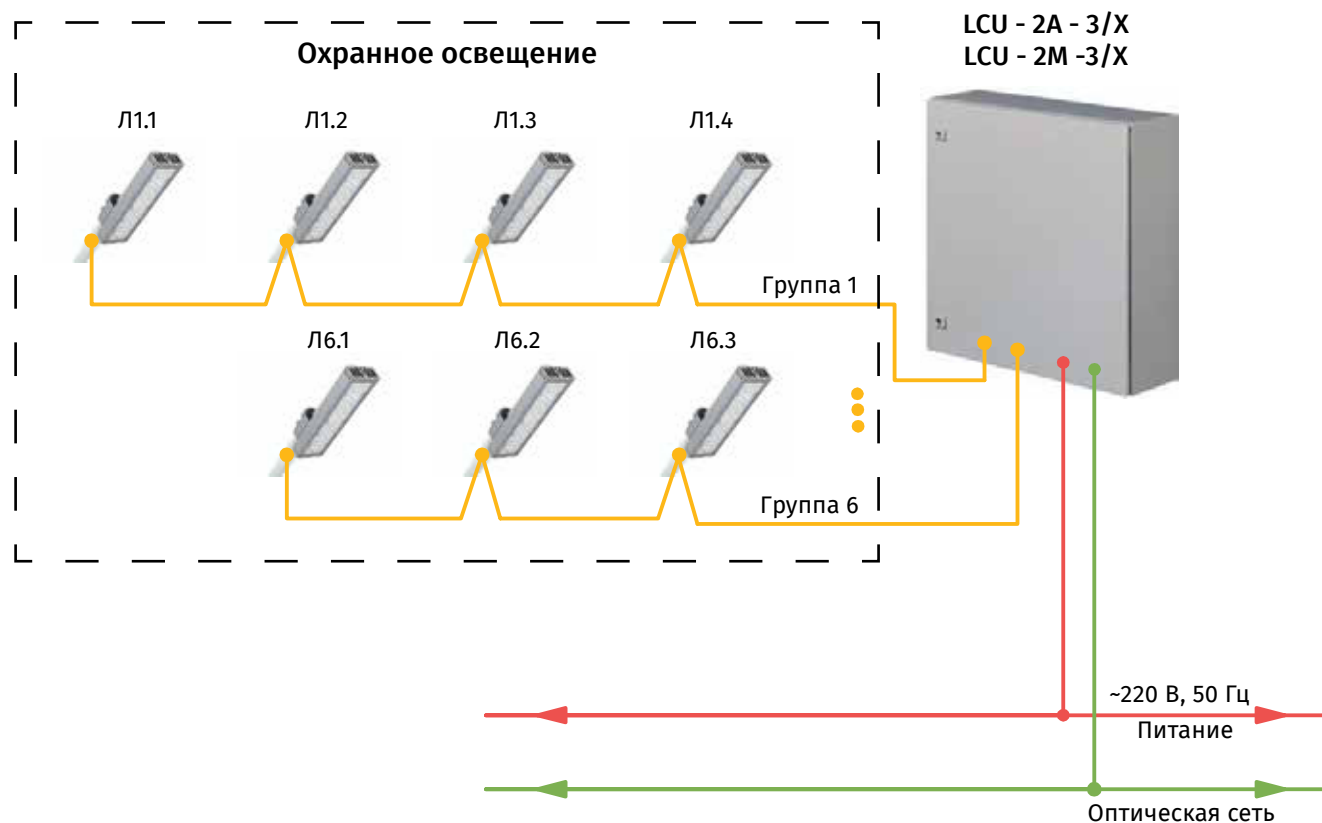 LCU - 2A - 3/X
LCU - 2M -3/X
Охранное освещение
Л1.1 Л1.2 Л1.3 Л1.4
Группа 1
Л6.1 Л6.2 Л6.3
Группа 6
~220 В, 50 Гц
Питание
Оптическая сеть